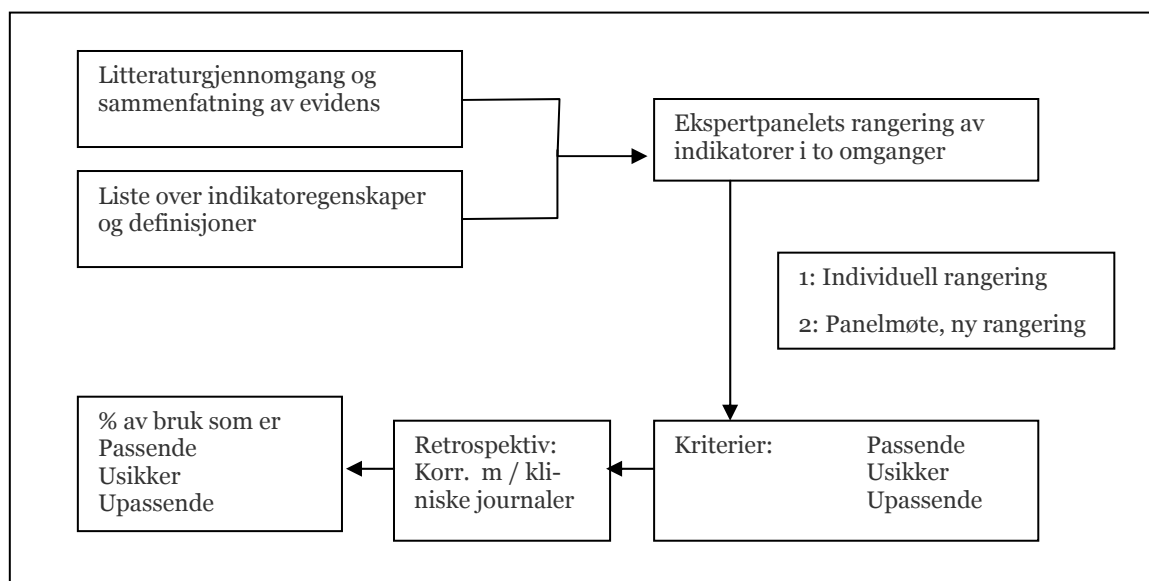 Litteraturgjennomgang og
sammenfatning av evidens
Liste over indikatoregenskaper
og definisjoner
Ekspertpanelets rangering av
indikatorer i to omganger
1: Individuell rangering
2: Panelmøte, ny rangering
Kriterier: Passende
Usikker
Upassende
Retrospektiv:
Korr. m / kli-
niske journaler
% av bruk som er
Passende
Usikker
Upassende